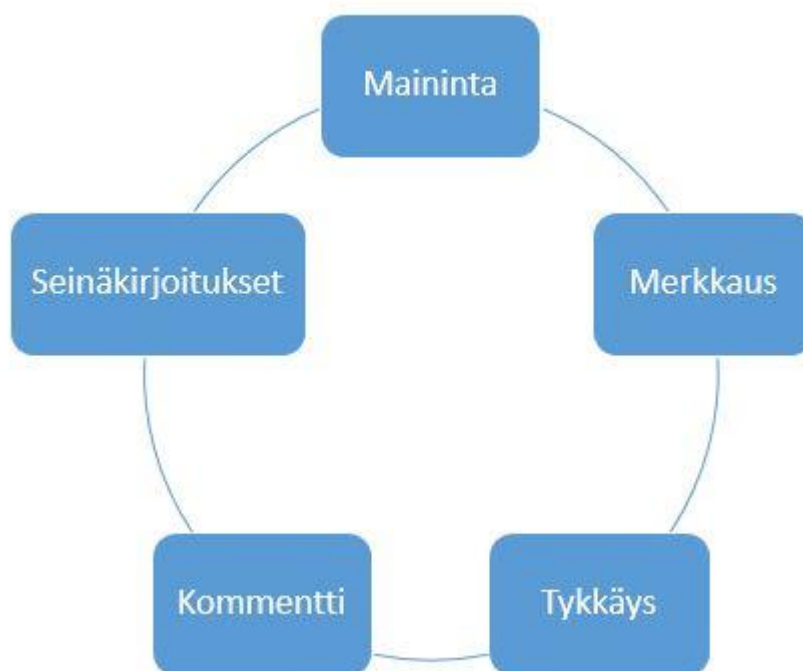 Maininta
Seinäkirjoitukset
Merkkaus
Kommentti
Tykkäys